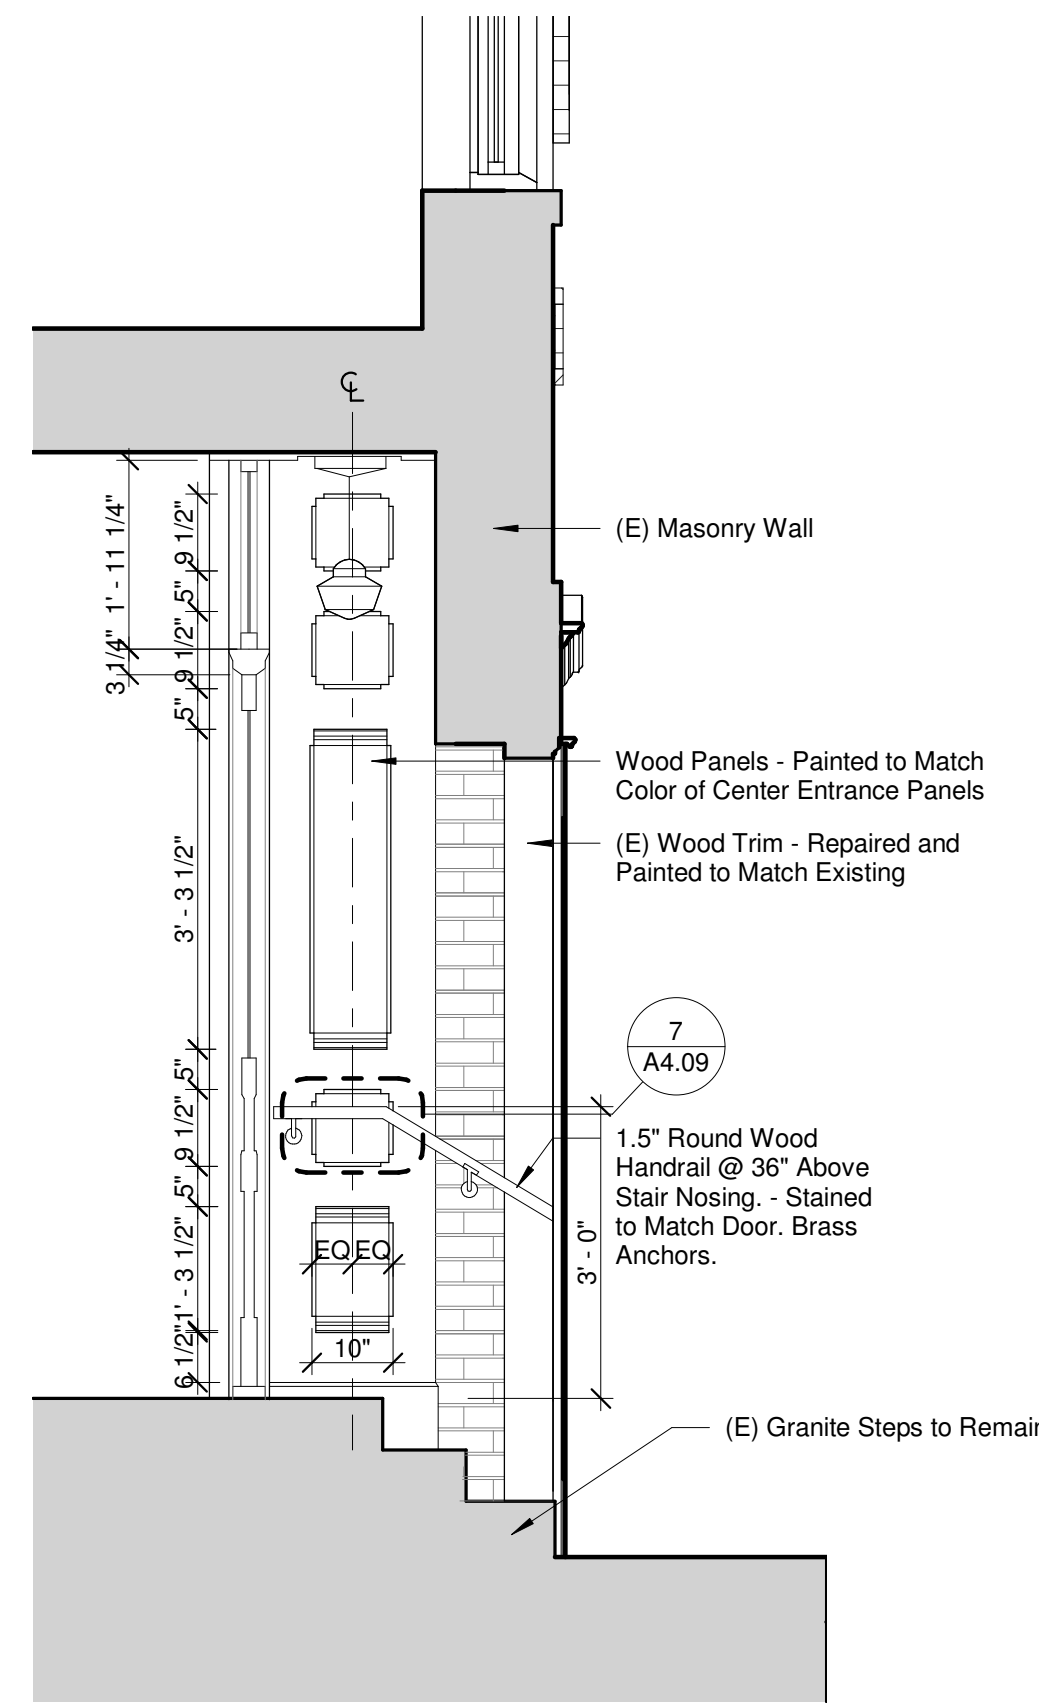 ℄
(E) Masonry Wall
1' - 11 1/4"
3 1/4"
9 1/2"
5"
9 1/2"
5"
3' - 3 1/2"
5"
9 1/2"
5"
1' - 3 1/2"
6 1/2"
Wood Panels - Painted to Match
Color of Center Entrance Panels
(E) Wood Trim - Repaired and
Painted to Match Existing
7
A4.09
1.5" Round Wood
Handrail @ 36" Above
Stair Nosing. - Stained
to Match Door. Brass
Anchors.
3' - 0"
EQ EQ
10"
(E) Granite Steps to Remain